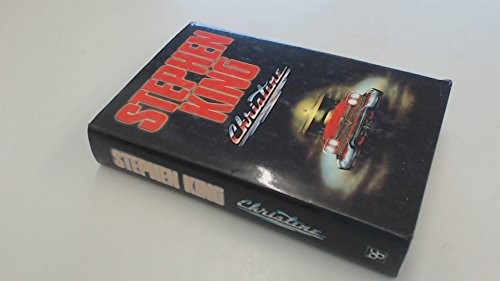 STEPHEN
KING
Christine
STEPHEN KING
Christine